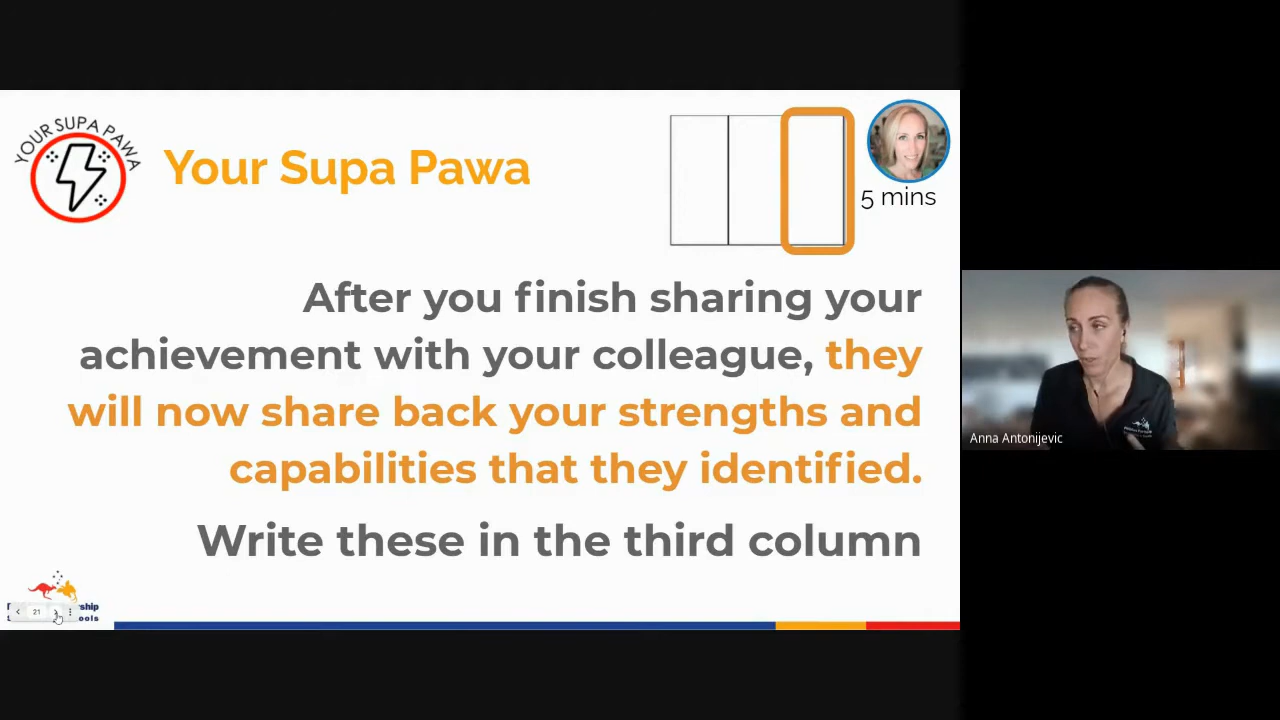 YOUR SUPA PAWA
Your Supa Pawa
5 mins
After you finish sharing your
achievement with your colleague, they
will now share back your strengths and
capabilities that they identified.
Write these in the third column
21
Anna Antonijevic